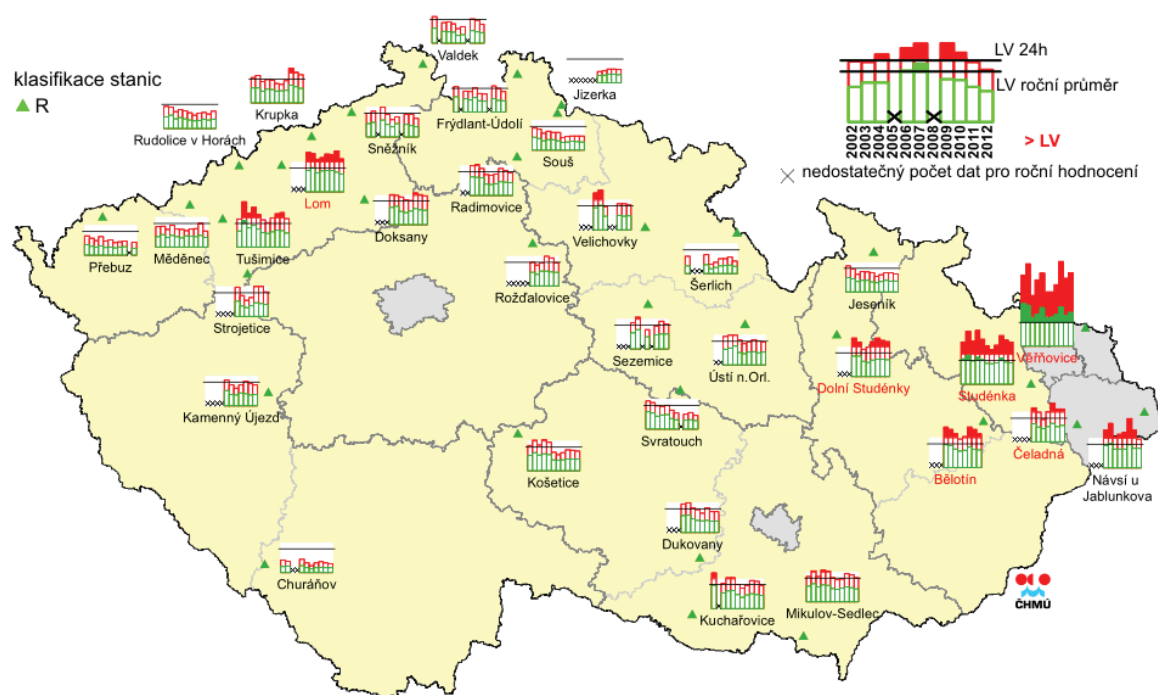 klasifikace stanic
R
LV 24h
LV roční průměr
2002
2003
2004
2005
2006
2007
2008
2009
2010
2011
2012
> LV
nedostatečný počet dat pro roční hodnocení
Valdek
Jizerka
Krupka
Rudolice v Horách
Frýdlant-Údolí
Sněžník
Souš
Lom
Radimovice
Doksany
Velichovky
Přebuz
Měděnec
Tušimice
Šerlich
Rožďalovice
Jeseník
Strojetice
Sezemice
Ústí n.Orl.
Dolní Studénky
Věřňovice
Studénka
Kamenný Újezd
Svratouch
Čeladná
Košetice
Bělotín
Návsí u
Jablunkova
Dukovany
Churáňov
Kuchařovice
Mikulov-Sedlec
ČHMÚ